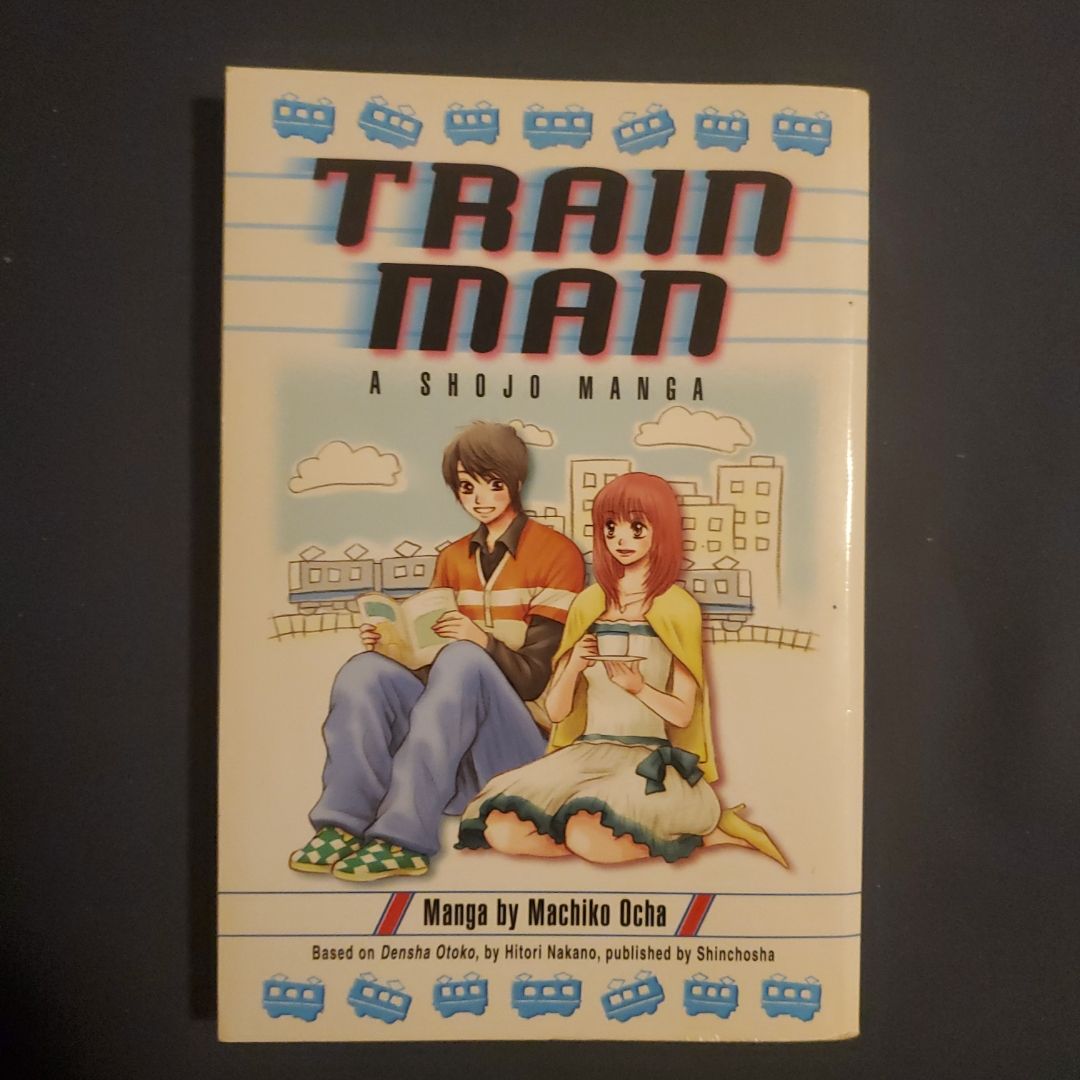 TRAIN
MAN
A SHOJO MANGA
Manga by Machiko Ocha
Based on Densha Otoko, by Hitori Nakano, published by Shinchosha